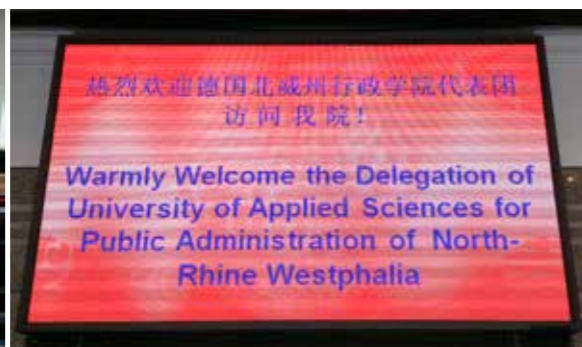 热烈欢迎德国北威州行政学院代表团
访问我院!
Warmly Welcome the Delegation of
University of Applied Sciences for
Public Administration of North-
Rhine Westphalia